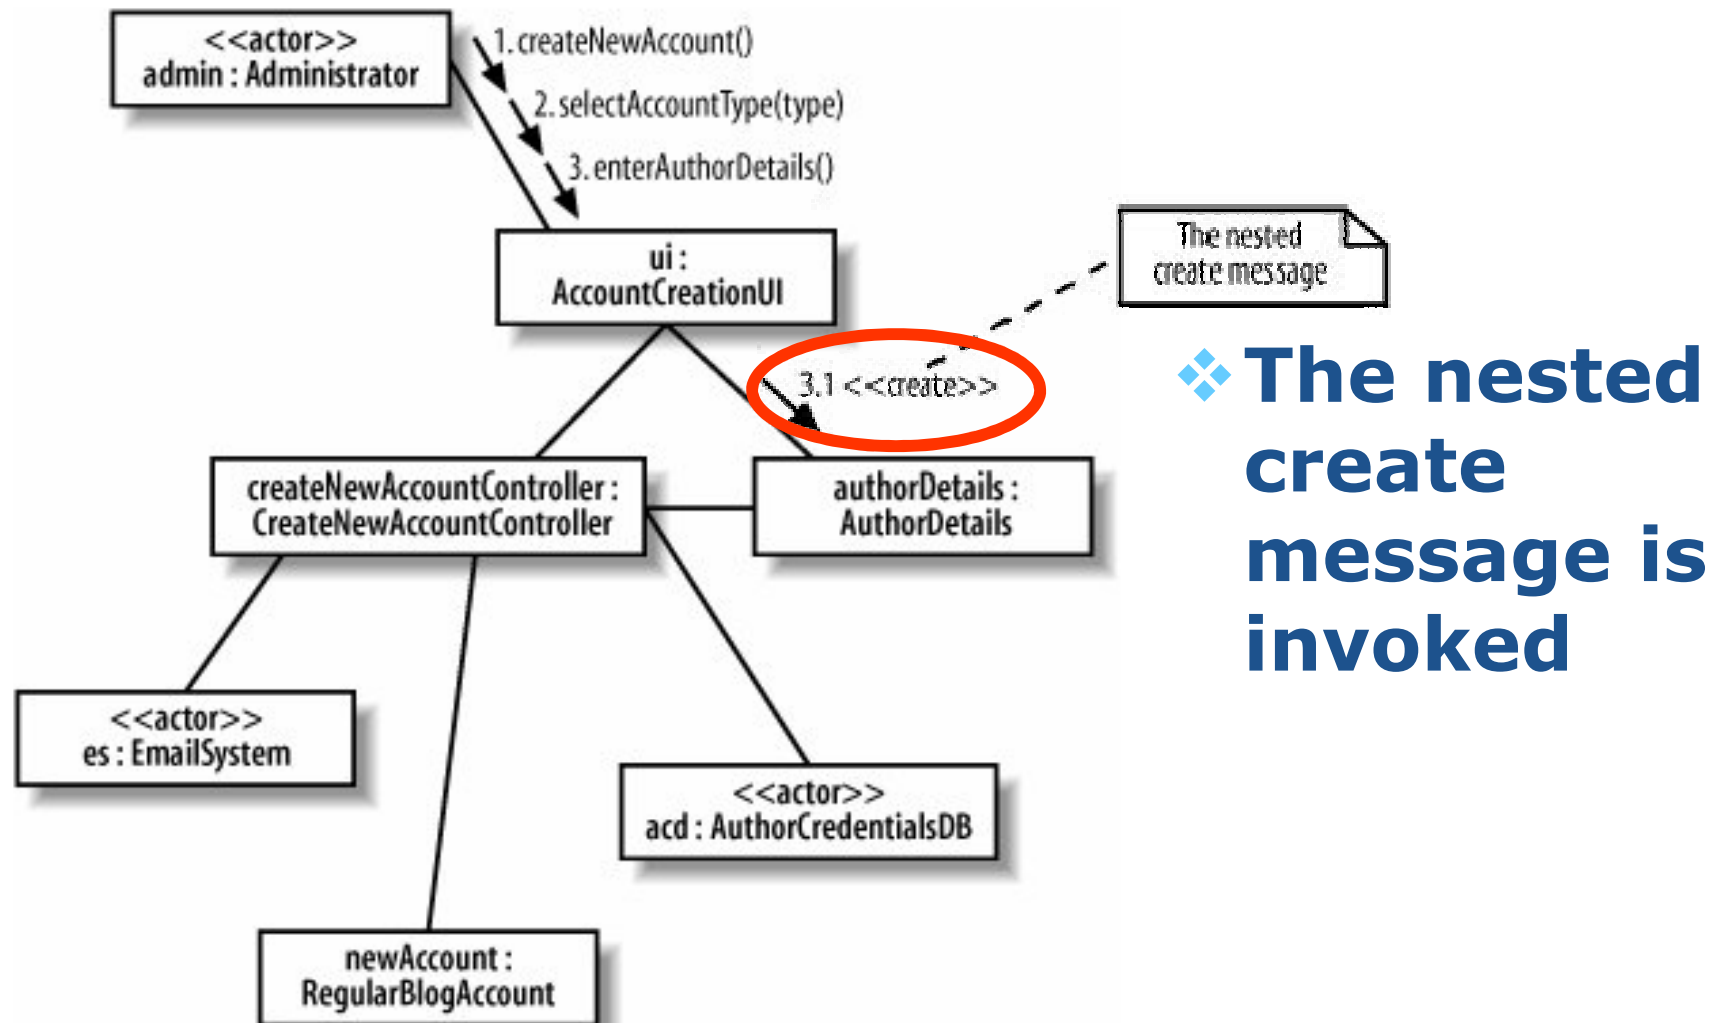 <<actor>>
admin : Administrator
1. createNewAccount()
2. selectAccountType(type)
3. enterAuthorDetails()
ui :
AccountCreationUI
The nested
create message
3.1 <<create>>
The nested
create
message is
invoked
createNewAccountController :
CreateNewAccountController
authorDetails :
AuthorDetails
<<actor>>
es : EmailSystem
<<actor>>
acd : AuthorCredentialsDB
newAccount :
RegularBlogAccount